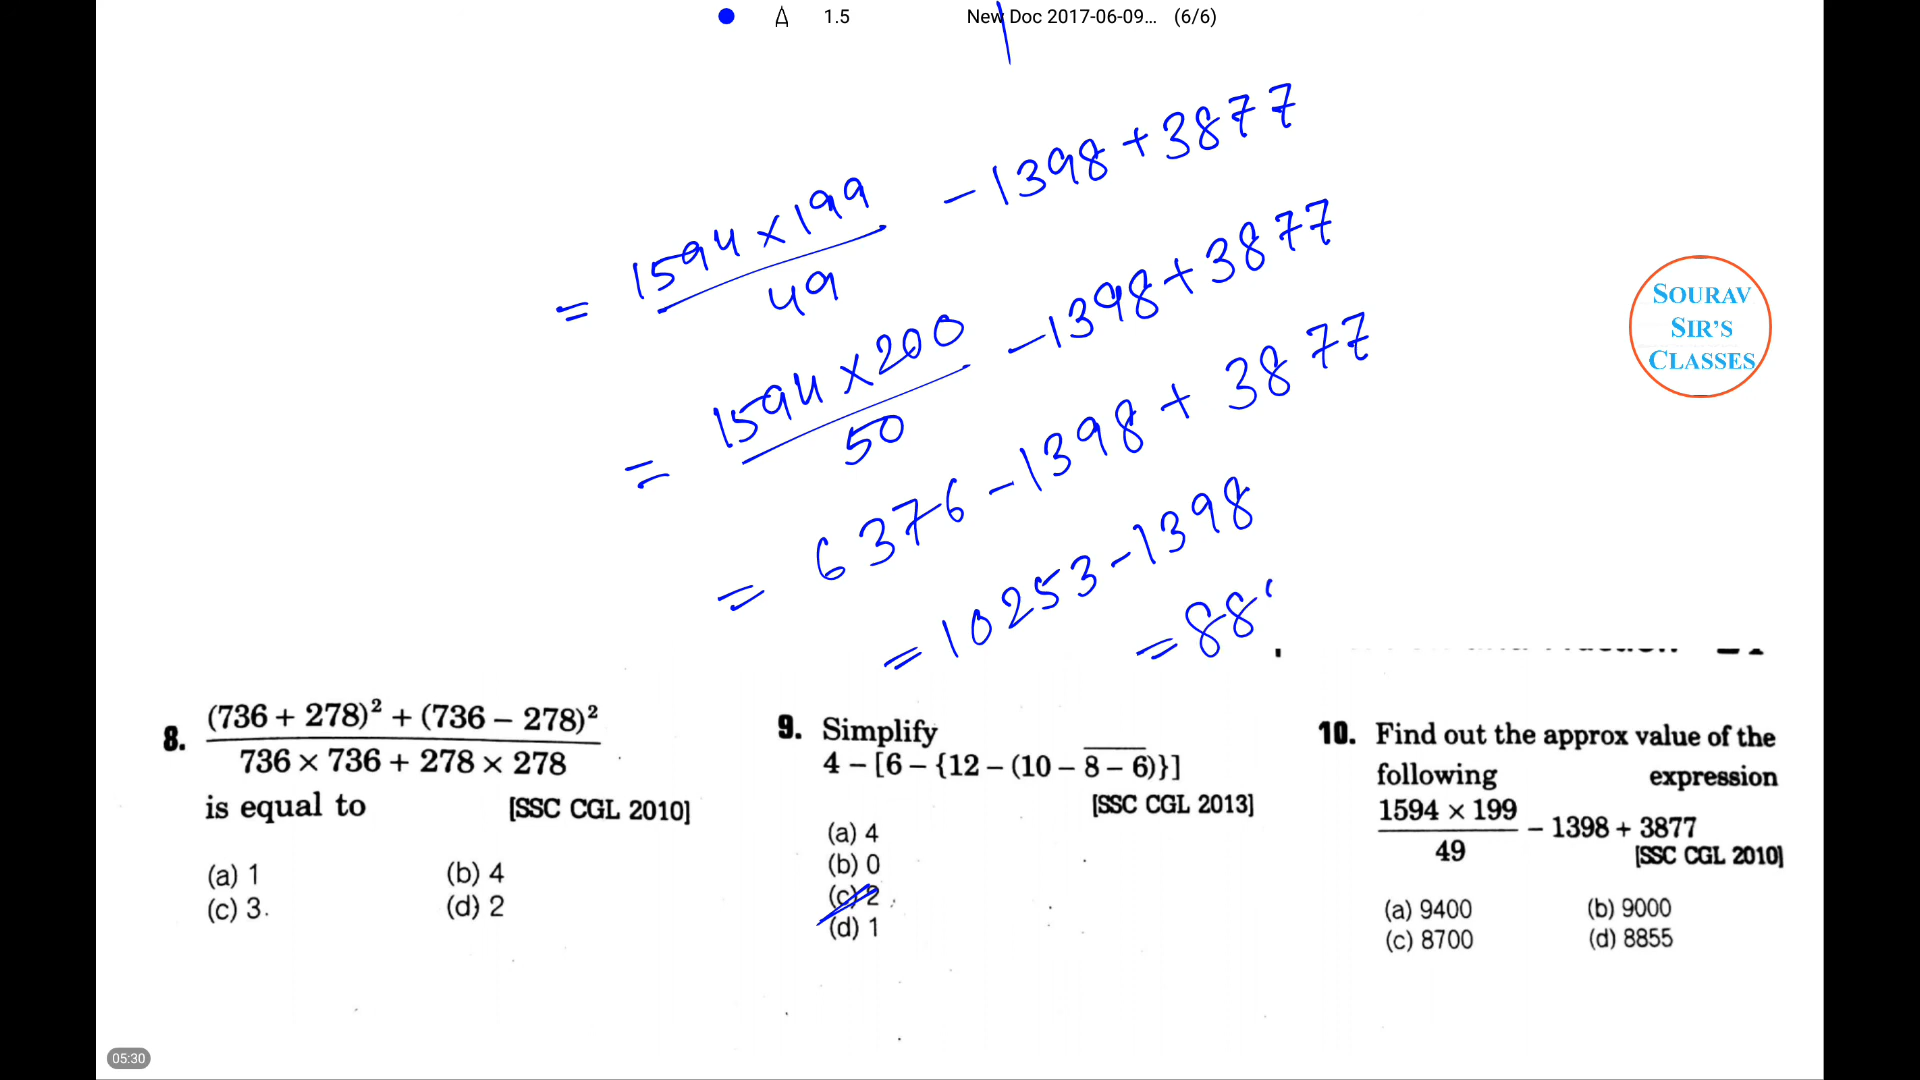 A 1.5 New Doc 2017-06-09... (6/6)
= 1594 × 199 / 49 - 1398 + 3877
= 1594 × 200 / 50 - 1398 + 3877
= 6376 - 1398 + 3877
= 10253 - 1398
= 88
SOURAV
SIR'S
CLASSES
8. (736 + 278)² + (736 – 278)²
736 × 736 + 278 × 278
is equal to [SSC CGL 2010]
(a) 1 (b) 4
(c) 3. (d) 2
9. Simplify
4 – [6 – {12 – (10 – 8 – 6)}]
[SSC CGL 2013]
(a) 4
(b) 0
(c) 2
(d) 1
10. Find out the approx value of the
following expression
1594 × 199 / 49 – 1398 + 3877
[SSC CGL 2010]
(a) 9400 (b) 9000
(c) 8700 (d) 8855
05:30